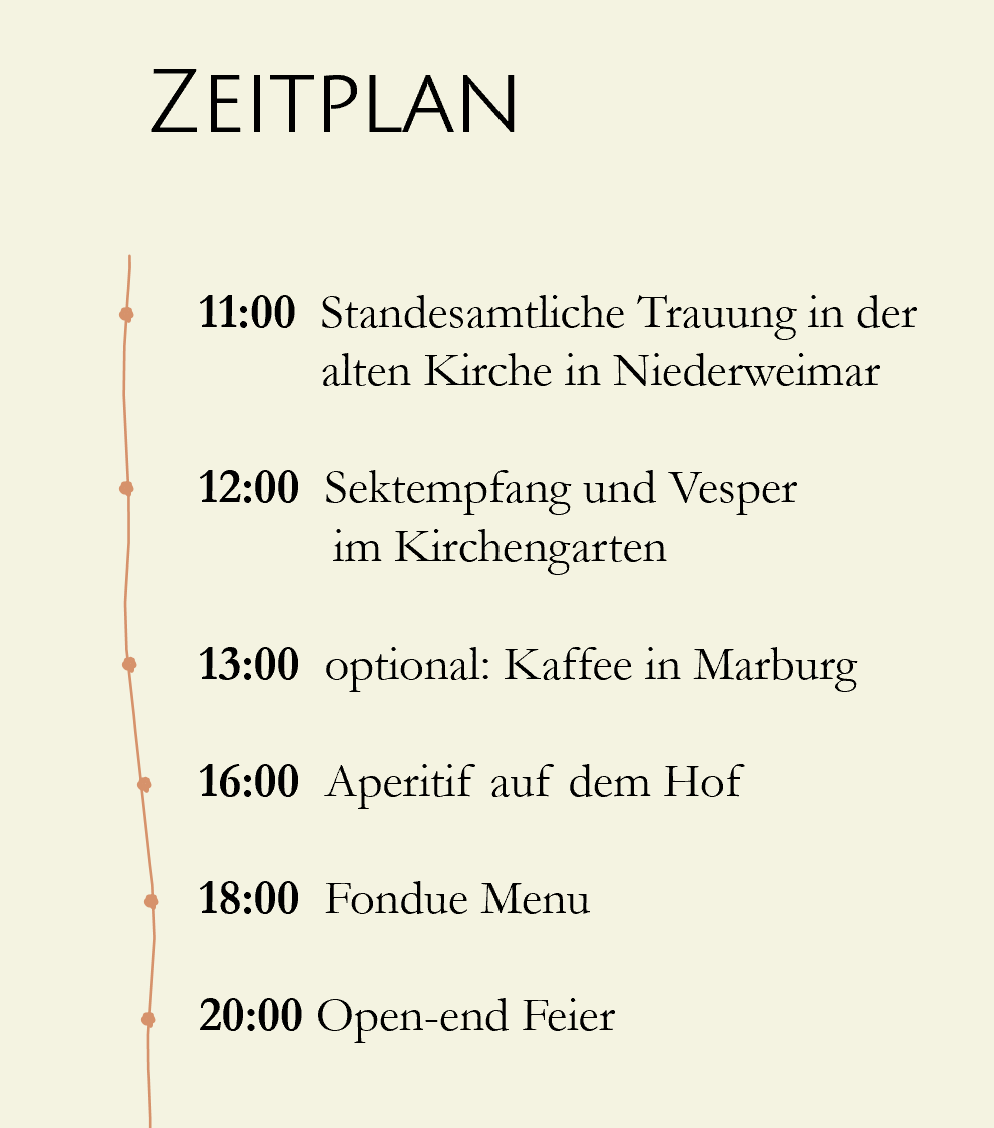 ZEITPLAN
11:00 Standesamtliche Trauung in der
alten Kirche in Niederweimar
12:00 Sektempfang und Vesper
im Kirchengarten
13:00 optional: Kaffee in Marburg
16:00 Aperitif auf dem Hof
18:00 Fondue Menu
20:00 Open-end Feier